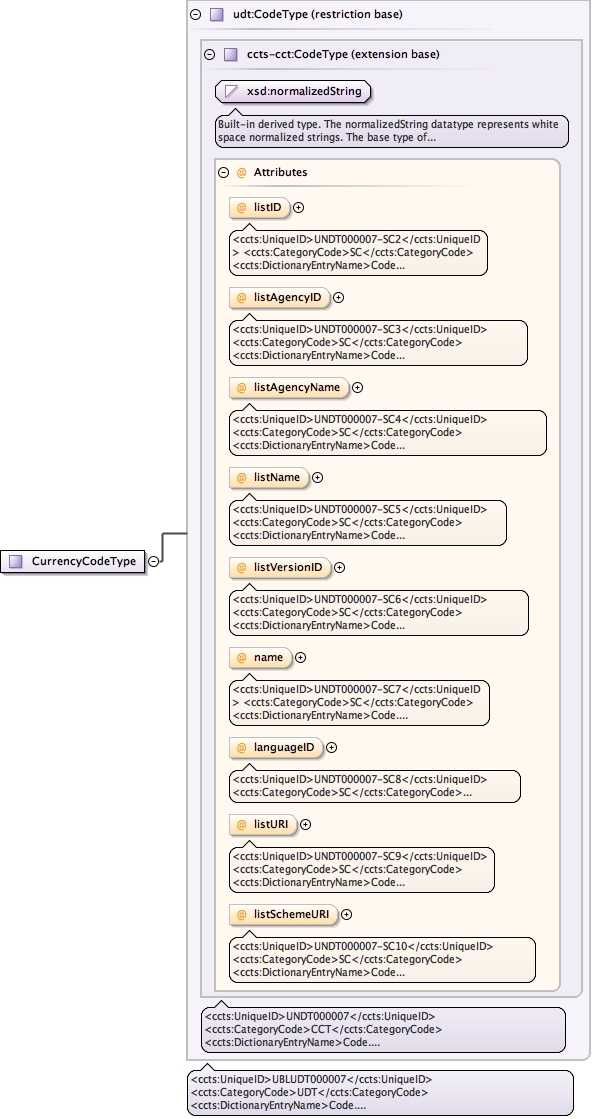 udt:CodeType (restriction base)
ccts-cct:CodeType (extension base)
xsd:normalizedString
Built-in derived type. The normalizedString datatype represents white
space normalized strings. The base type of...
@ Attributes
@ listID
<ccts:UniqueID>UNDT000007-SC2</ccts:UniqueID
> <ccts:CategoryCode>SC</ccts:CategoryCode>
<ccts:DictionaryEntryName>Code...
@ listAgencyID
<ccts:UniqueID>UNDT000007-SC3</ccts:UniqueID>
<ccts:CategoryCode>SC</ccts:CategoryCode>
<ccts:DictionaryEntryName>Code...
@ listAgencyName
<ccts:UniqueID>UNDT000007-SC4</ccts:UniqueID>
<ccts:CategoryCode>SC</ccts:CategoryCode>
<ccts:DictionaryEntryName>Code...
@ listName
<ccts:UniqueID>UNDT000007-SC5</ccts:UniqueID>
<ccts:CategoryCode>SC</ccts:CategoryCode>
<ccts:DictionaryEntryName>Code...
CurrencyCodeType
@ listVersionID
<ccts:UniqueID>UNDT000007-SC6</ccts:UniqueID>
<ccts:CategoryCode>SC</ccts:CategoryCode>
<ccts:DictionaryEntryName>Code...
@ name
<ccts:UniqueID>UNDT000007-SC7</ccts:UniqueID
> <ccts:CategoryCode>SC</ccts:CategoryCode>
<ccts:DictionaryEntryName>Code....
@ languageID
<ccts:UniqueID>UNDT000007-SC8</ccts:UniqueID>
<ccts:CategoryCode>SC</ccts:CategoryCode>...
@ listURI
<ccts:UniqueID>UNDT000007-SC9</ccts:UniqueID>
<ccts:CategoryCode>SC</ccts:CategoryCode>
<ccts:DictionaryEntryName>Code...
@ listSchemeURI
<ccts:UniqueID>UNDT000007-SC10</ccts:UniqueID>
<ccts:CategoryCode>SC</ccts:CategoryCode>
<ccts:DictionaryEntryName>Code...
<ccts:UniqueID>UNDT000007</ccts:UniqueID>
<ccts:CategoryCode>CCT</ccts:CategoryCode>
<ccts:DictionaryEntryName>Code....
<ccts:UniqueID>UBLUDT000007</ccts:UniqueID>
<ccts:CategoryCode>UDT</ccts:CategoryCode>
<ccts:DictionaryEntryName>Code....